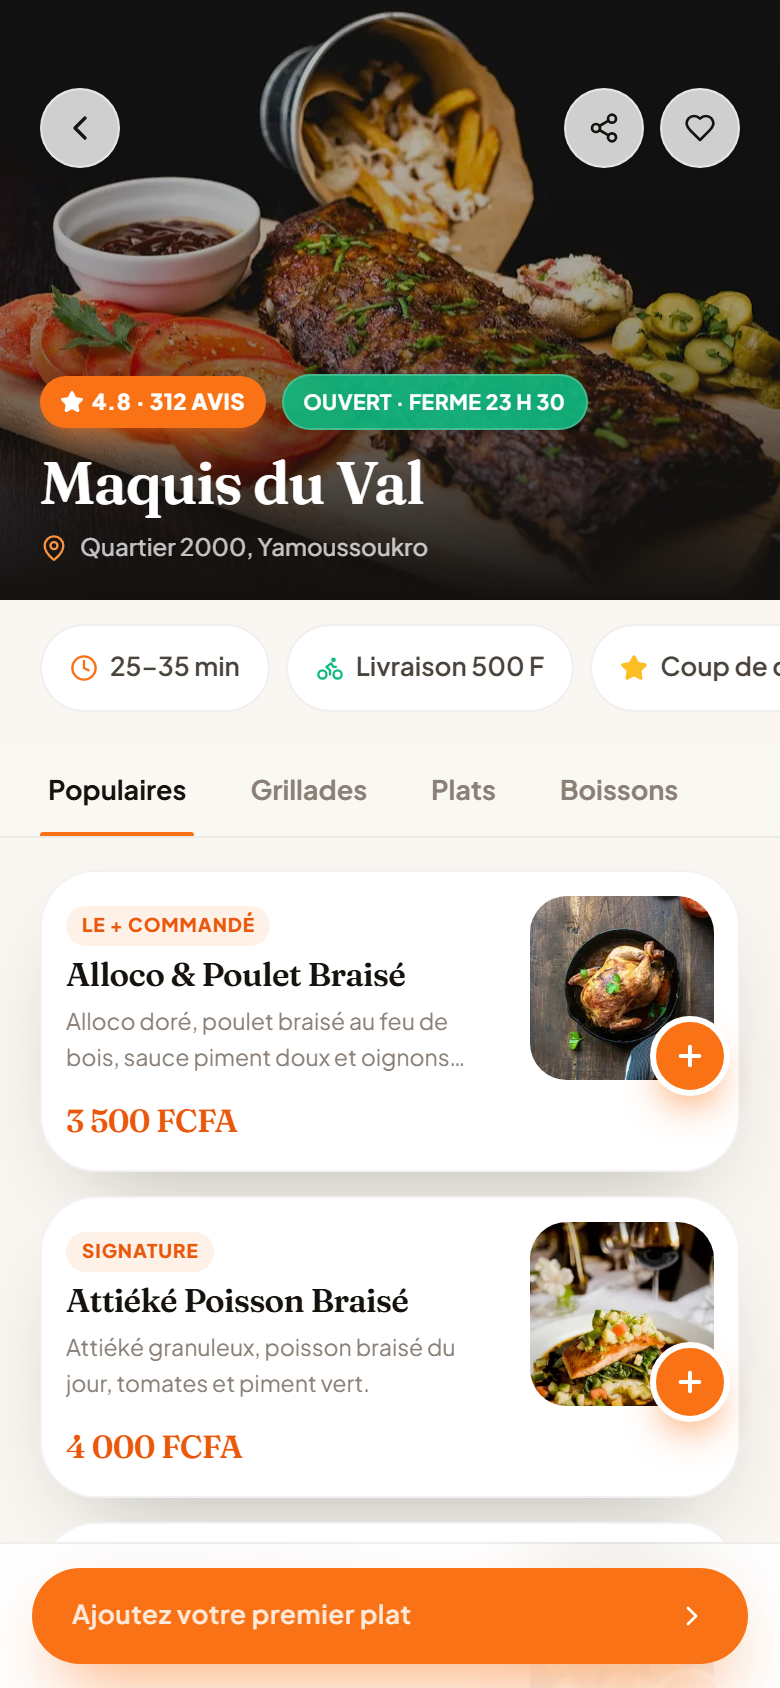 4.8 · 312 AVIS
OUVERT · FERME 23 H 30
Maquis du Val
Quartier 2000, Yamoussoukro
25–35 min
Livraison 500 F
Coup de
Populaires
Grillades
Plats
Boissons
LE + COMMANDÉ
Alloco & Poulet Braisé
Alloco doré, poulet braisé au feu de
bois, sauce piment doux et oignons...
3 500 FCFA
SIGNATURE
Attiéké Poisson Braisé
Attiéké granuleux, poisson braisé du
jour, tomates et piment vert.
4 000 FCFA
Ajoutez votre premier plat